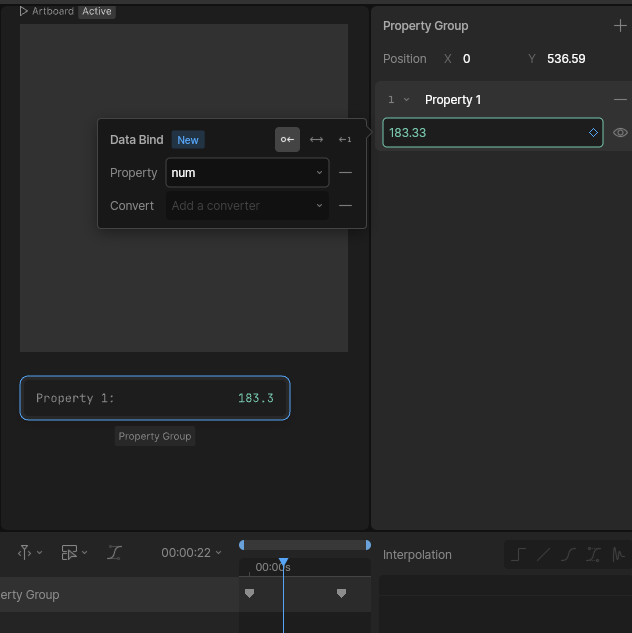 Artboard Active
Property Group
Position X 0 Y 536.59
1 Property 1
183.33
Data Bind New
Property num
Convert Add a converter
Property 1: 183.3
Property Group
00:00:22
00:00s
Interpolation
erty Group